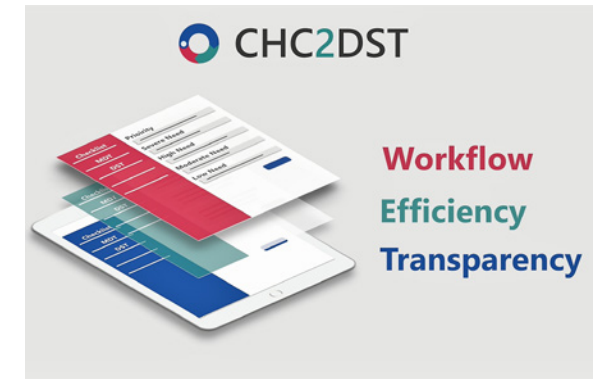 CHC2DST
Checklist
MDT
DST
Prioirity
Severe Need
High Need
Moderate Need
Low Need
Checklist
MDT
DST
Checklist
MDT
DST
Workflow
Efficiency
Transparency